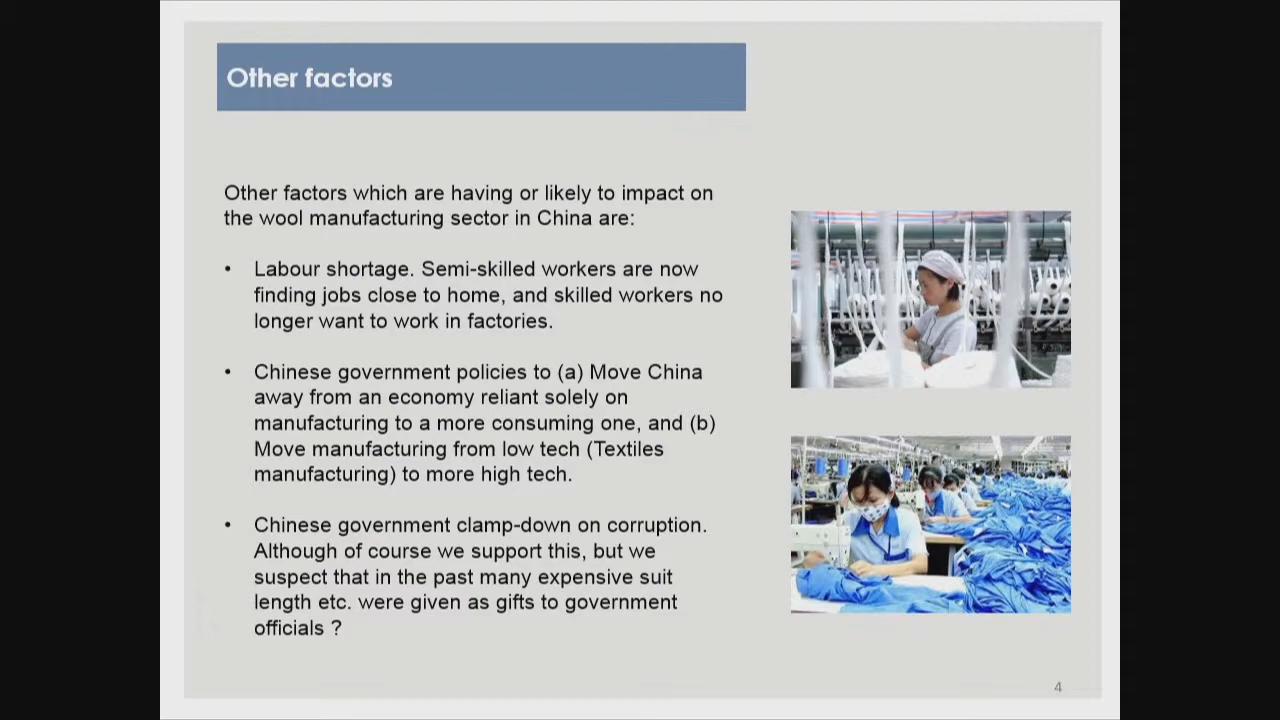 Other factors
Other factors which are having or likely to impact on
the wool manufacturing sector in China are:
• Labour shortage. Semi-skilled workers are now
finding jobs close to home, and skilled workers no
longer want to work in factories.
• Chinese government policies to (a) Move China
away from an economy reliant solely on
manufacturing to a more consuming one, and (b)
Move manufacturing from low tech (Textiles
manufacturing) to more high tech.
• Chinese government clamp-down on corruption.
Although of course we support this, but we
suspect that in the past many expensive suit
length etc. were given as gifts to government
officials ?
4